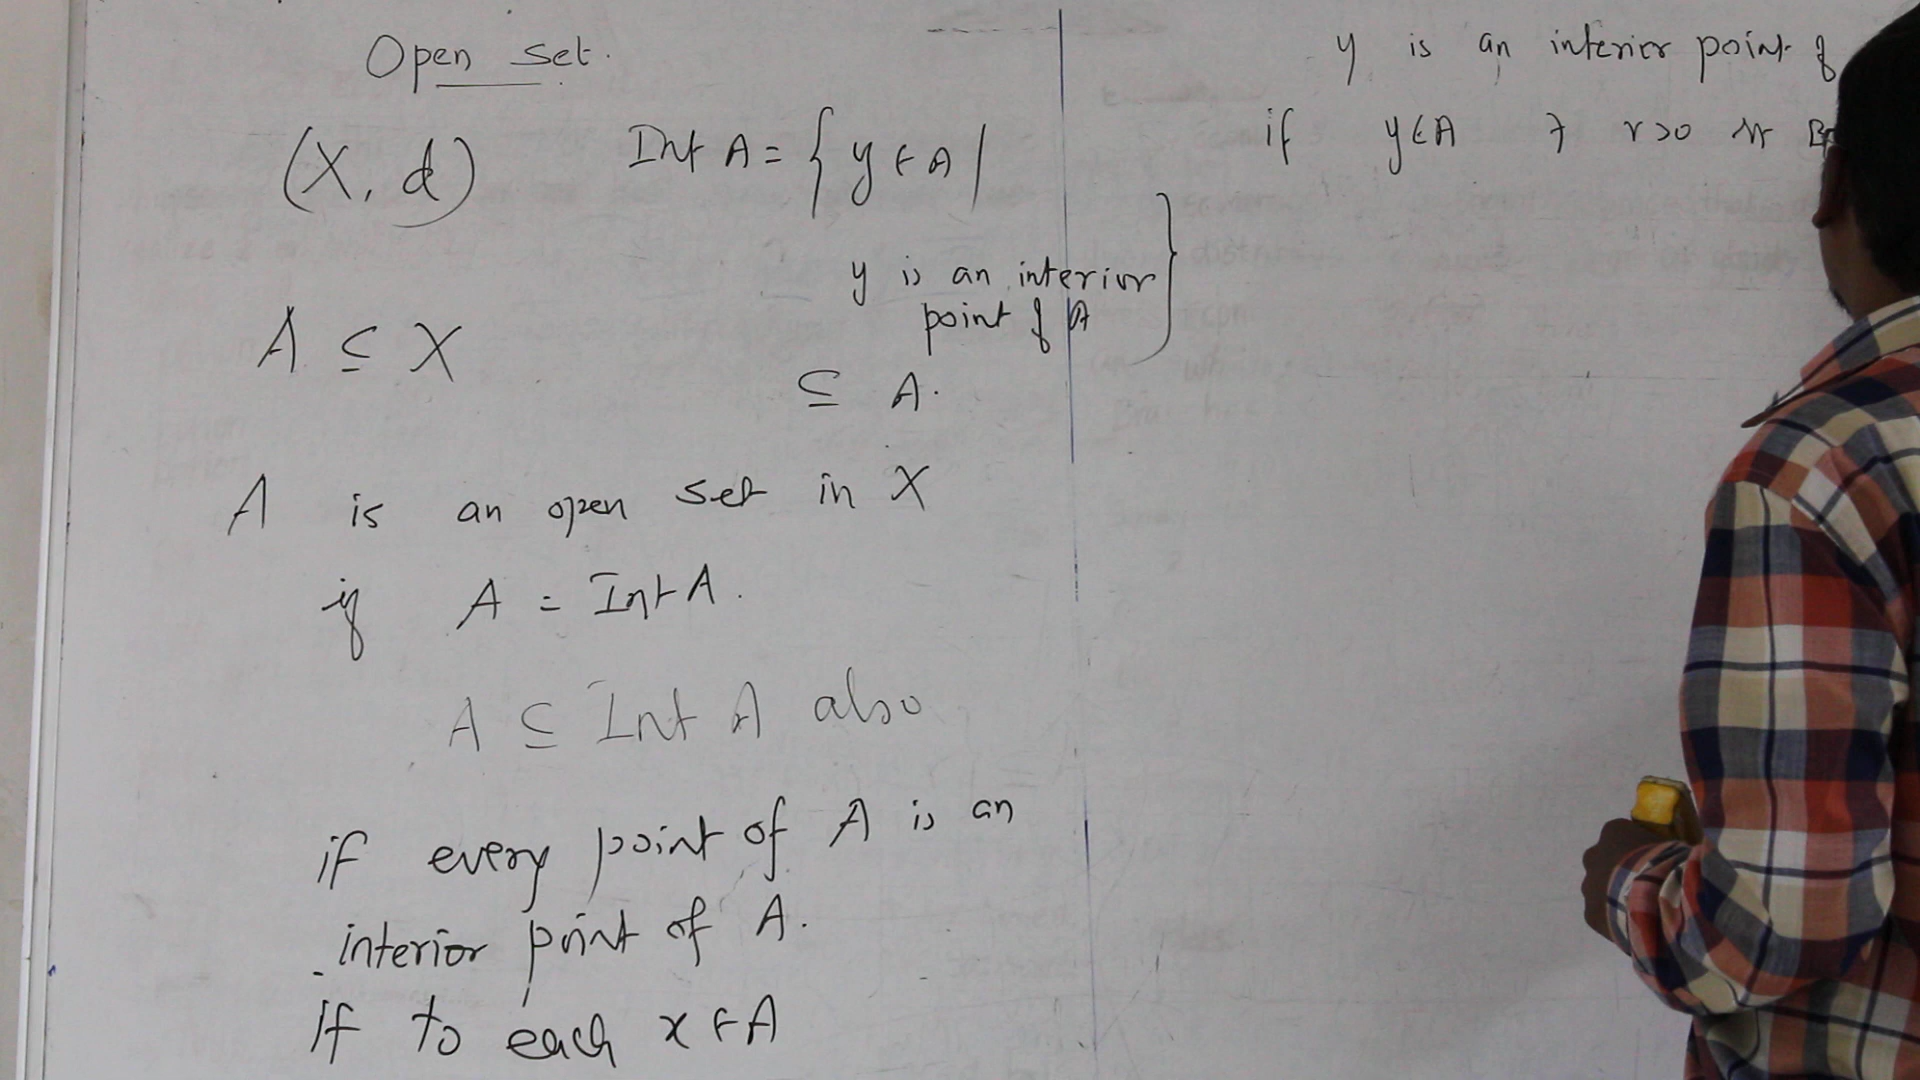 Open set.
(X, d)
Int A = { y ∈ A |
y is an interior
point of A }
⊆ A.
A ⊆ X
A is an open set in X
if A = Int A.
A ⊆ Int A also
if every point of A is an
interior point of A.
if to each x ∈ A
y is an interior point of
if y ∈ A ∃ r>0